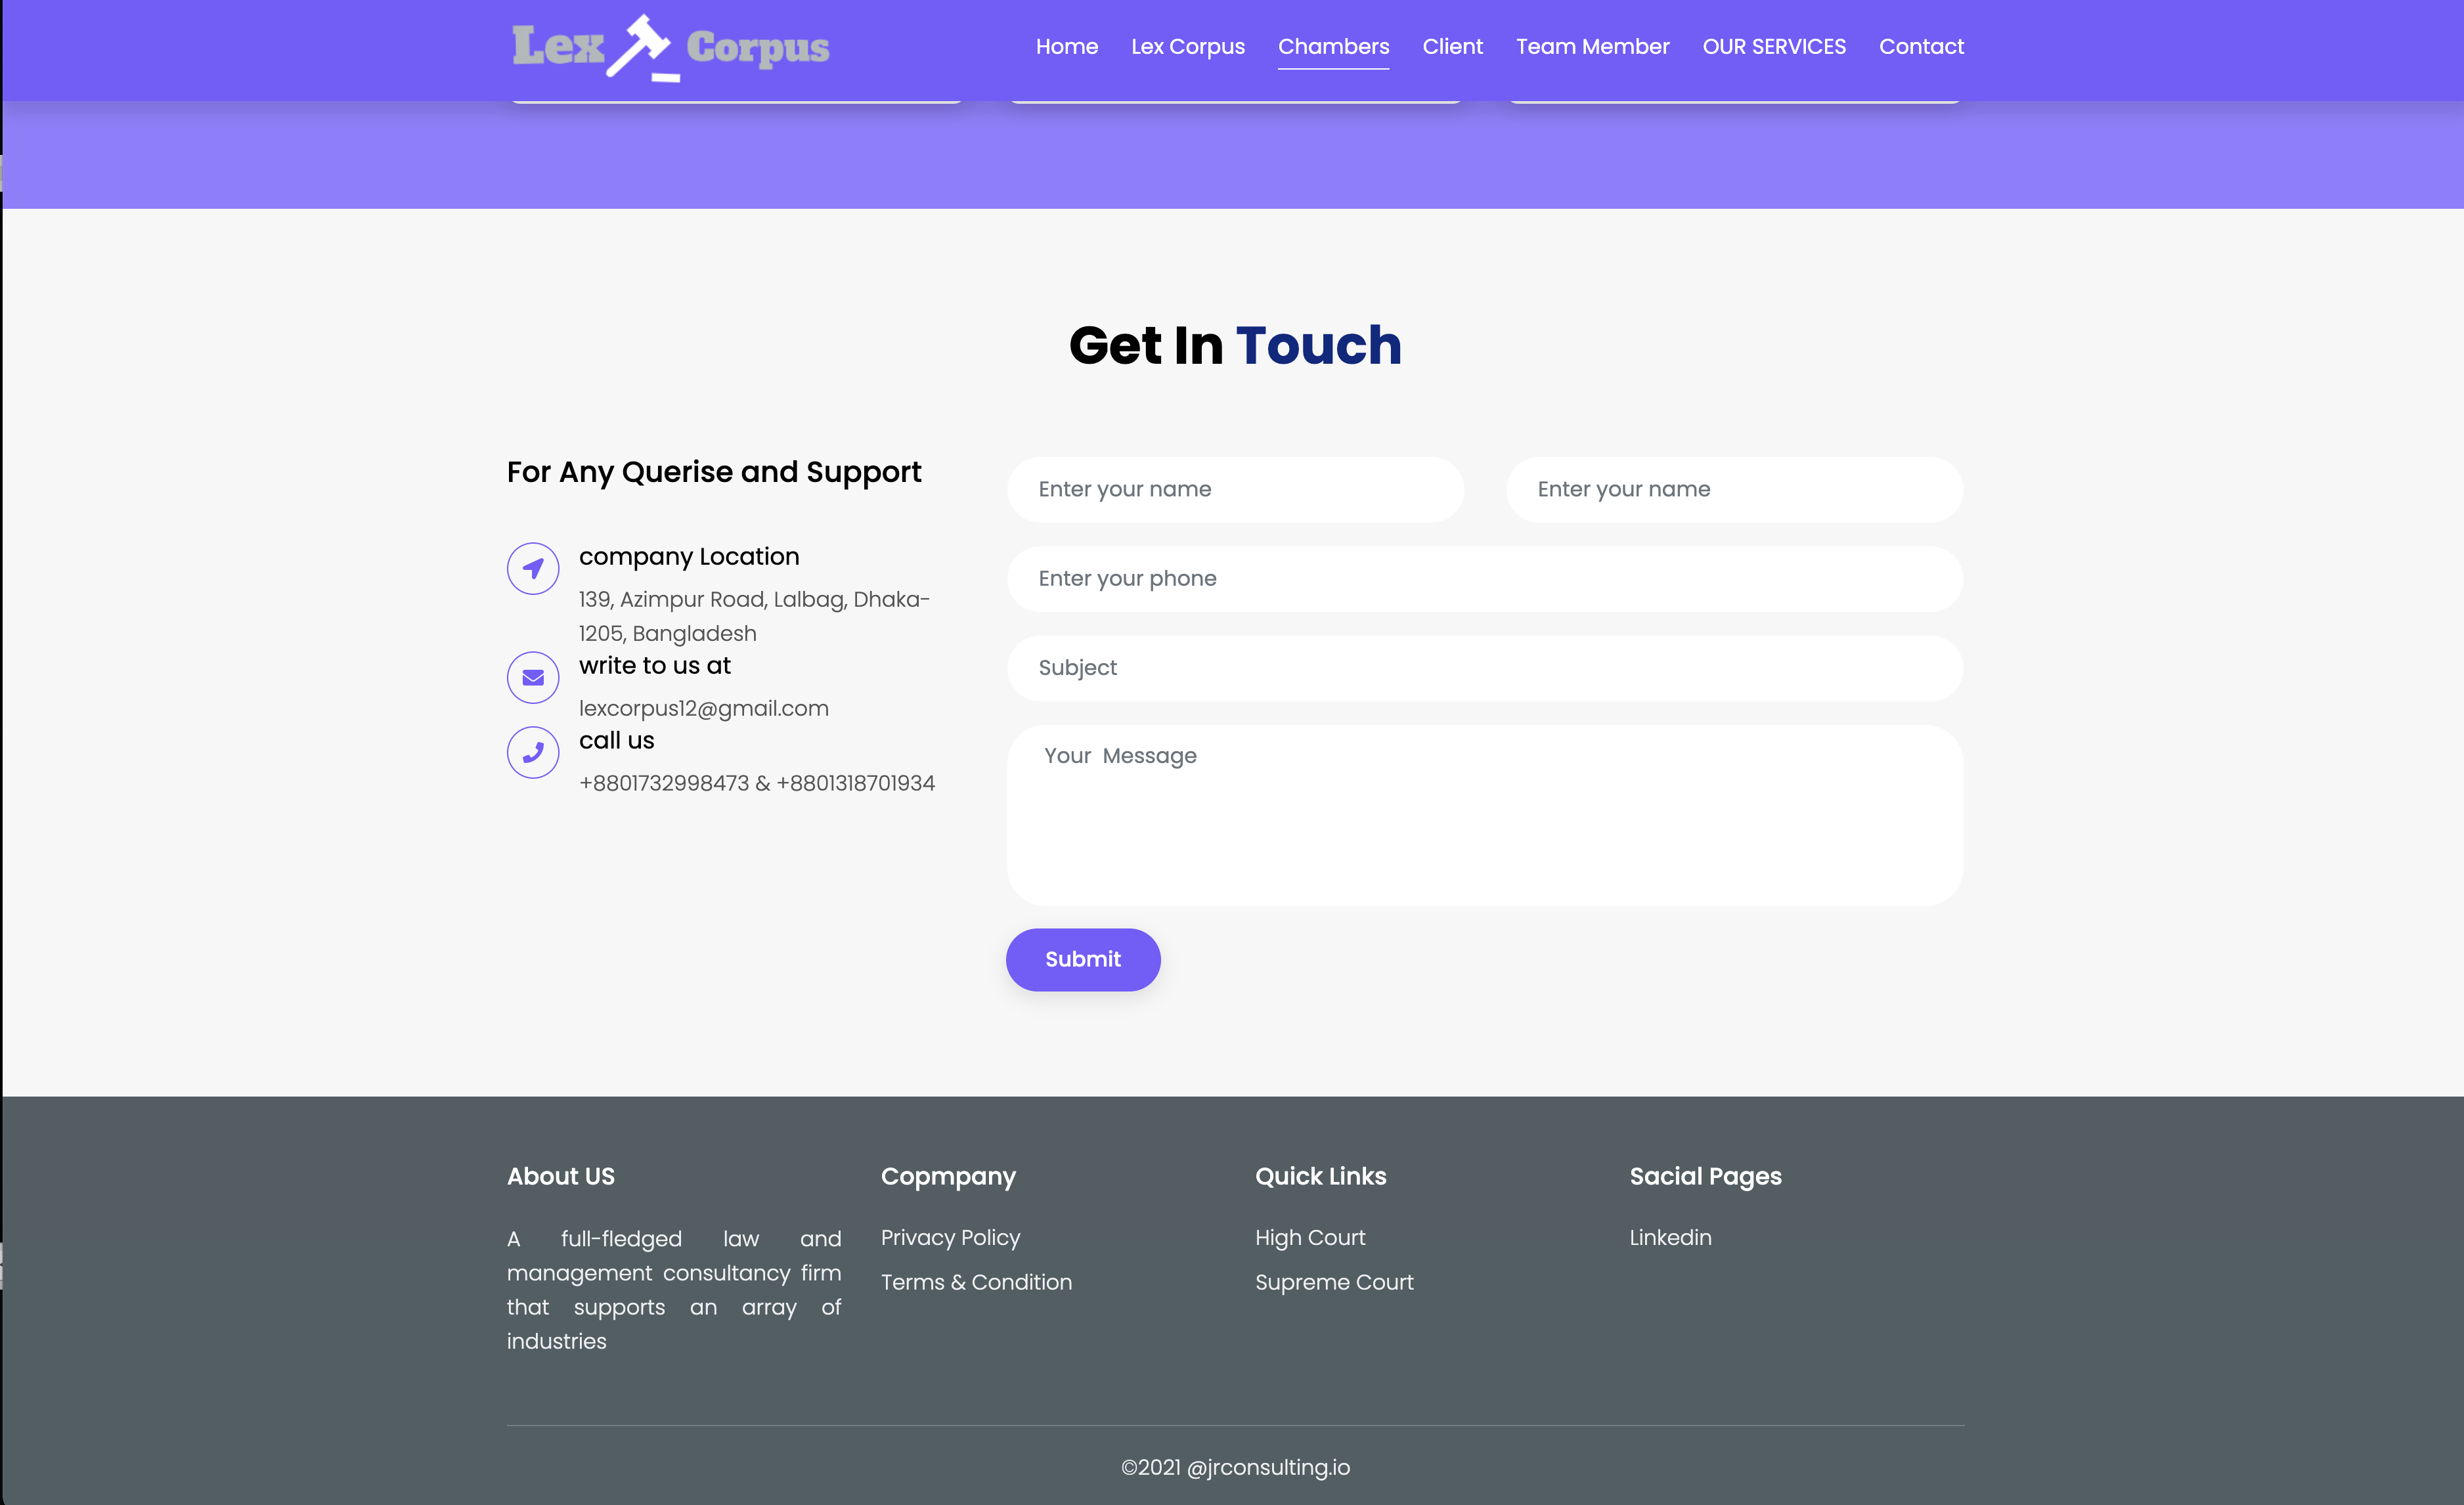 Lex Corpus
Home Lex Corpus Chambers Client Team Member OUR SERVICES Contact
Get In Touch
For Any Querise and Support
company Location
139, Azimpur Road, Lalbag, Dhaka-
1205, Bangladesh
write to us at
lexcorpus12@gmail.com
call us
+8801732998473 & +8801318701934
Enter your name
Enter your name
Enter your phone
Subject
Your  Message
Submit
About US
A full-fledged law and
management consultancy firm
that supports an array of
industries
Copmpany
Privacy Policy
Terms & Condition
Quick Links
High Court
Supreme Court
Sacial Pages
Linkedin
©2021 @jrconsulting.io